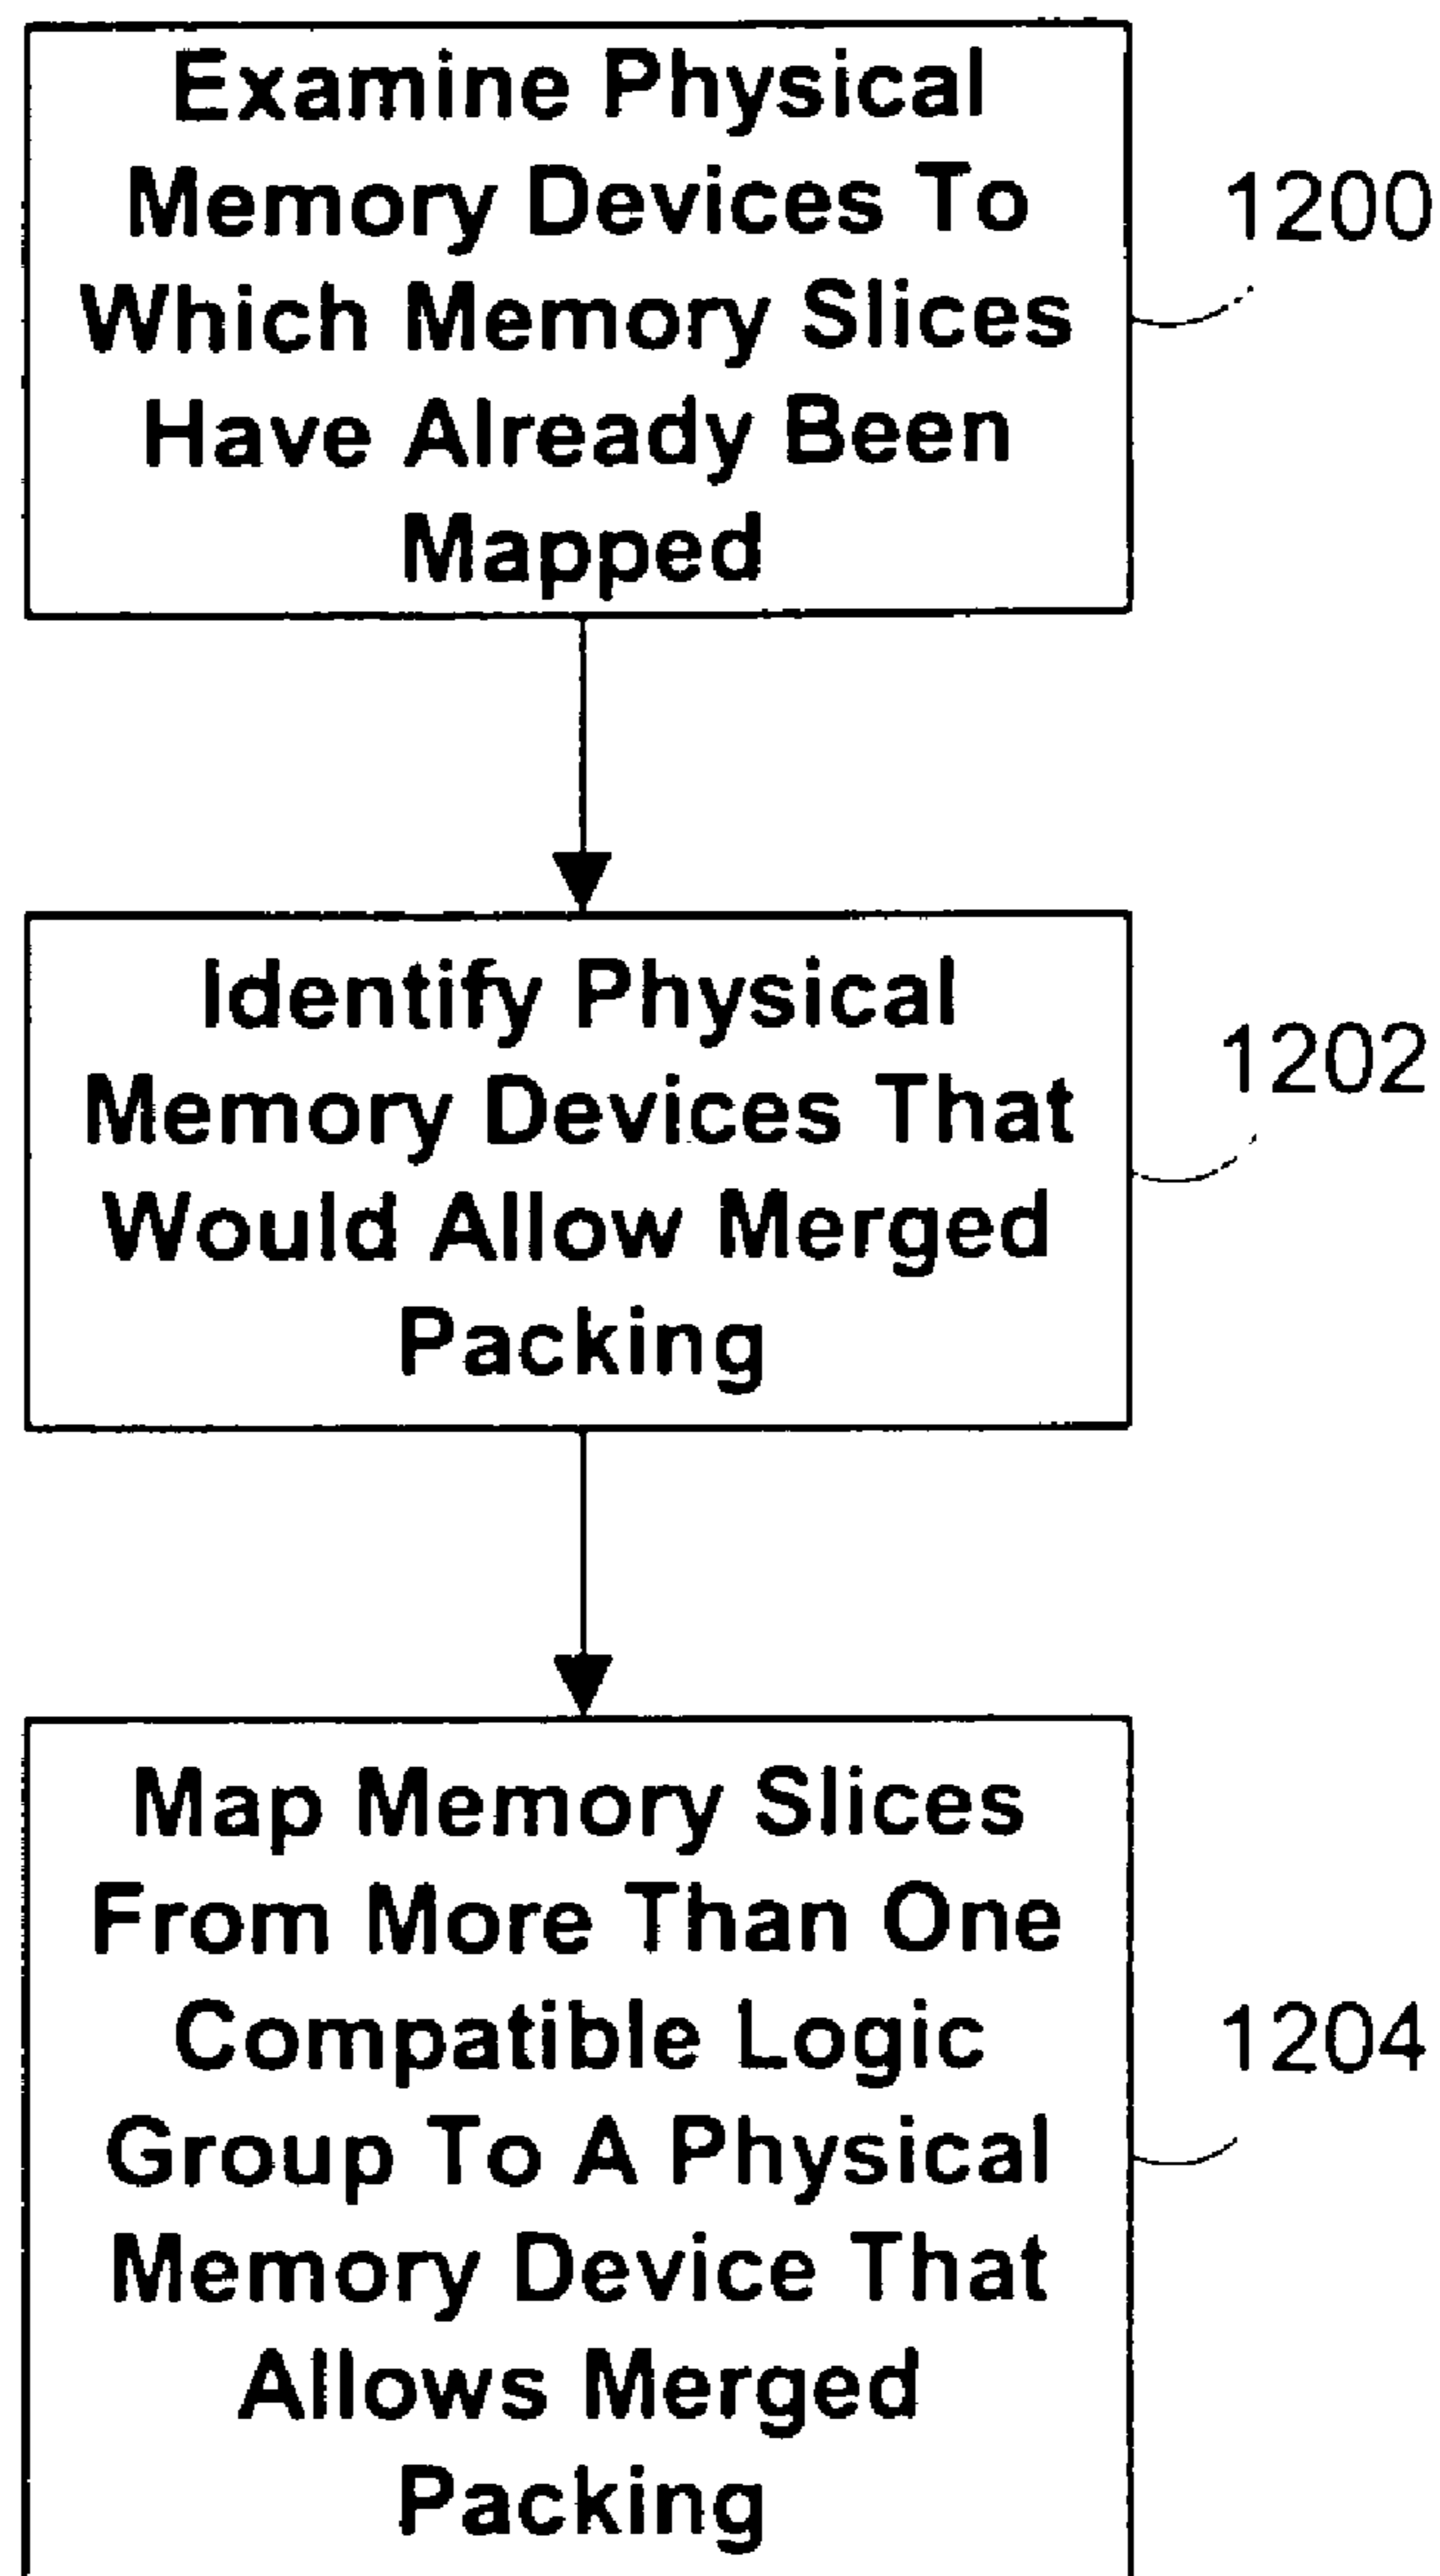 Examine Physical
Memory Devices To
Which Memory Slices
Have Already Been
Mapped
1200
Identify Physical
Memory Devices That
Would Allow Merged
Packing
1202
Map Memory Slices
From More Than One
Compatible Logic
Group To A Physical
Memory Device That
Allows Merged
Packing
1204